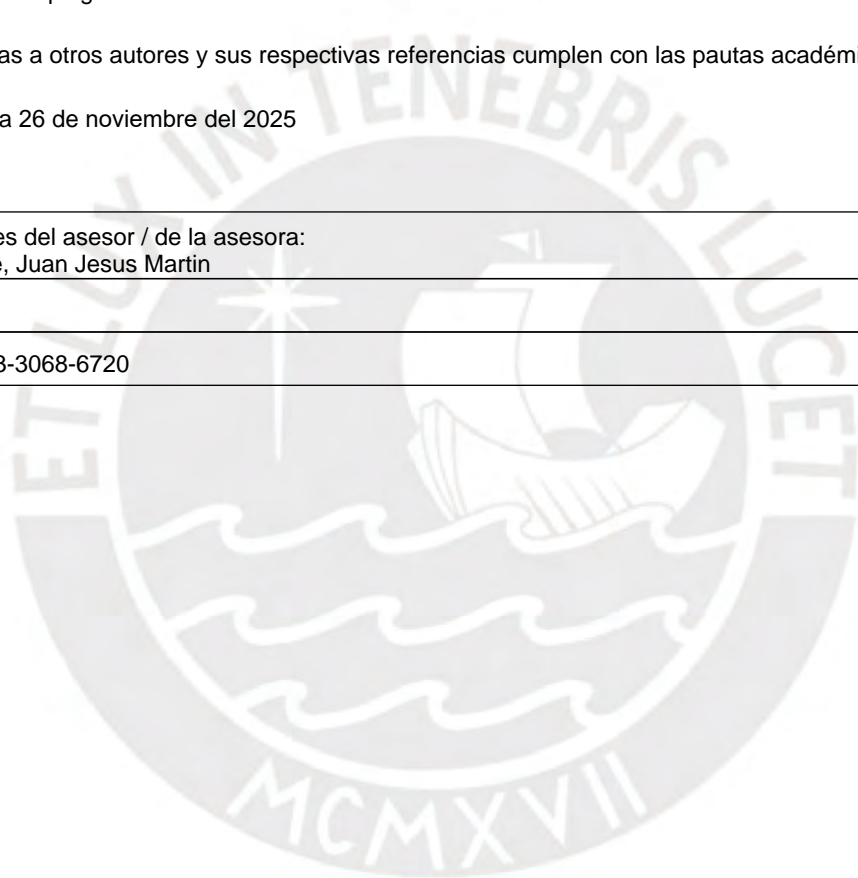 as a otros autores y sus respectivas referencias cumplen con las pautas académi
a 26 de noviembre del 2025
es del asesor / de la asesora:
, Juan Jesus Martin
3-3068-6720
ET LUX IN TENEBRIS LUCET
MCMXVII